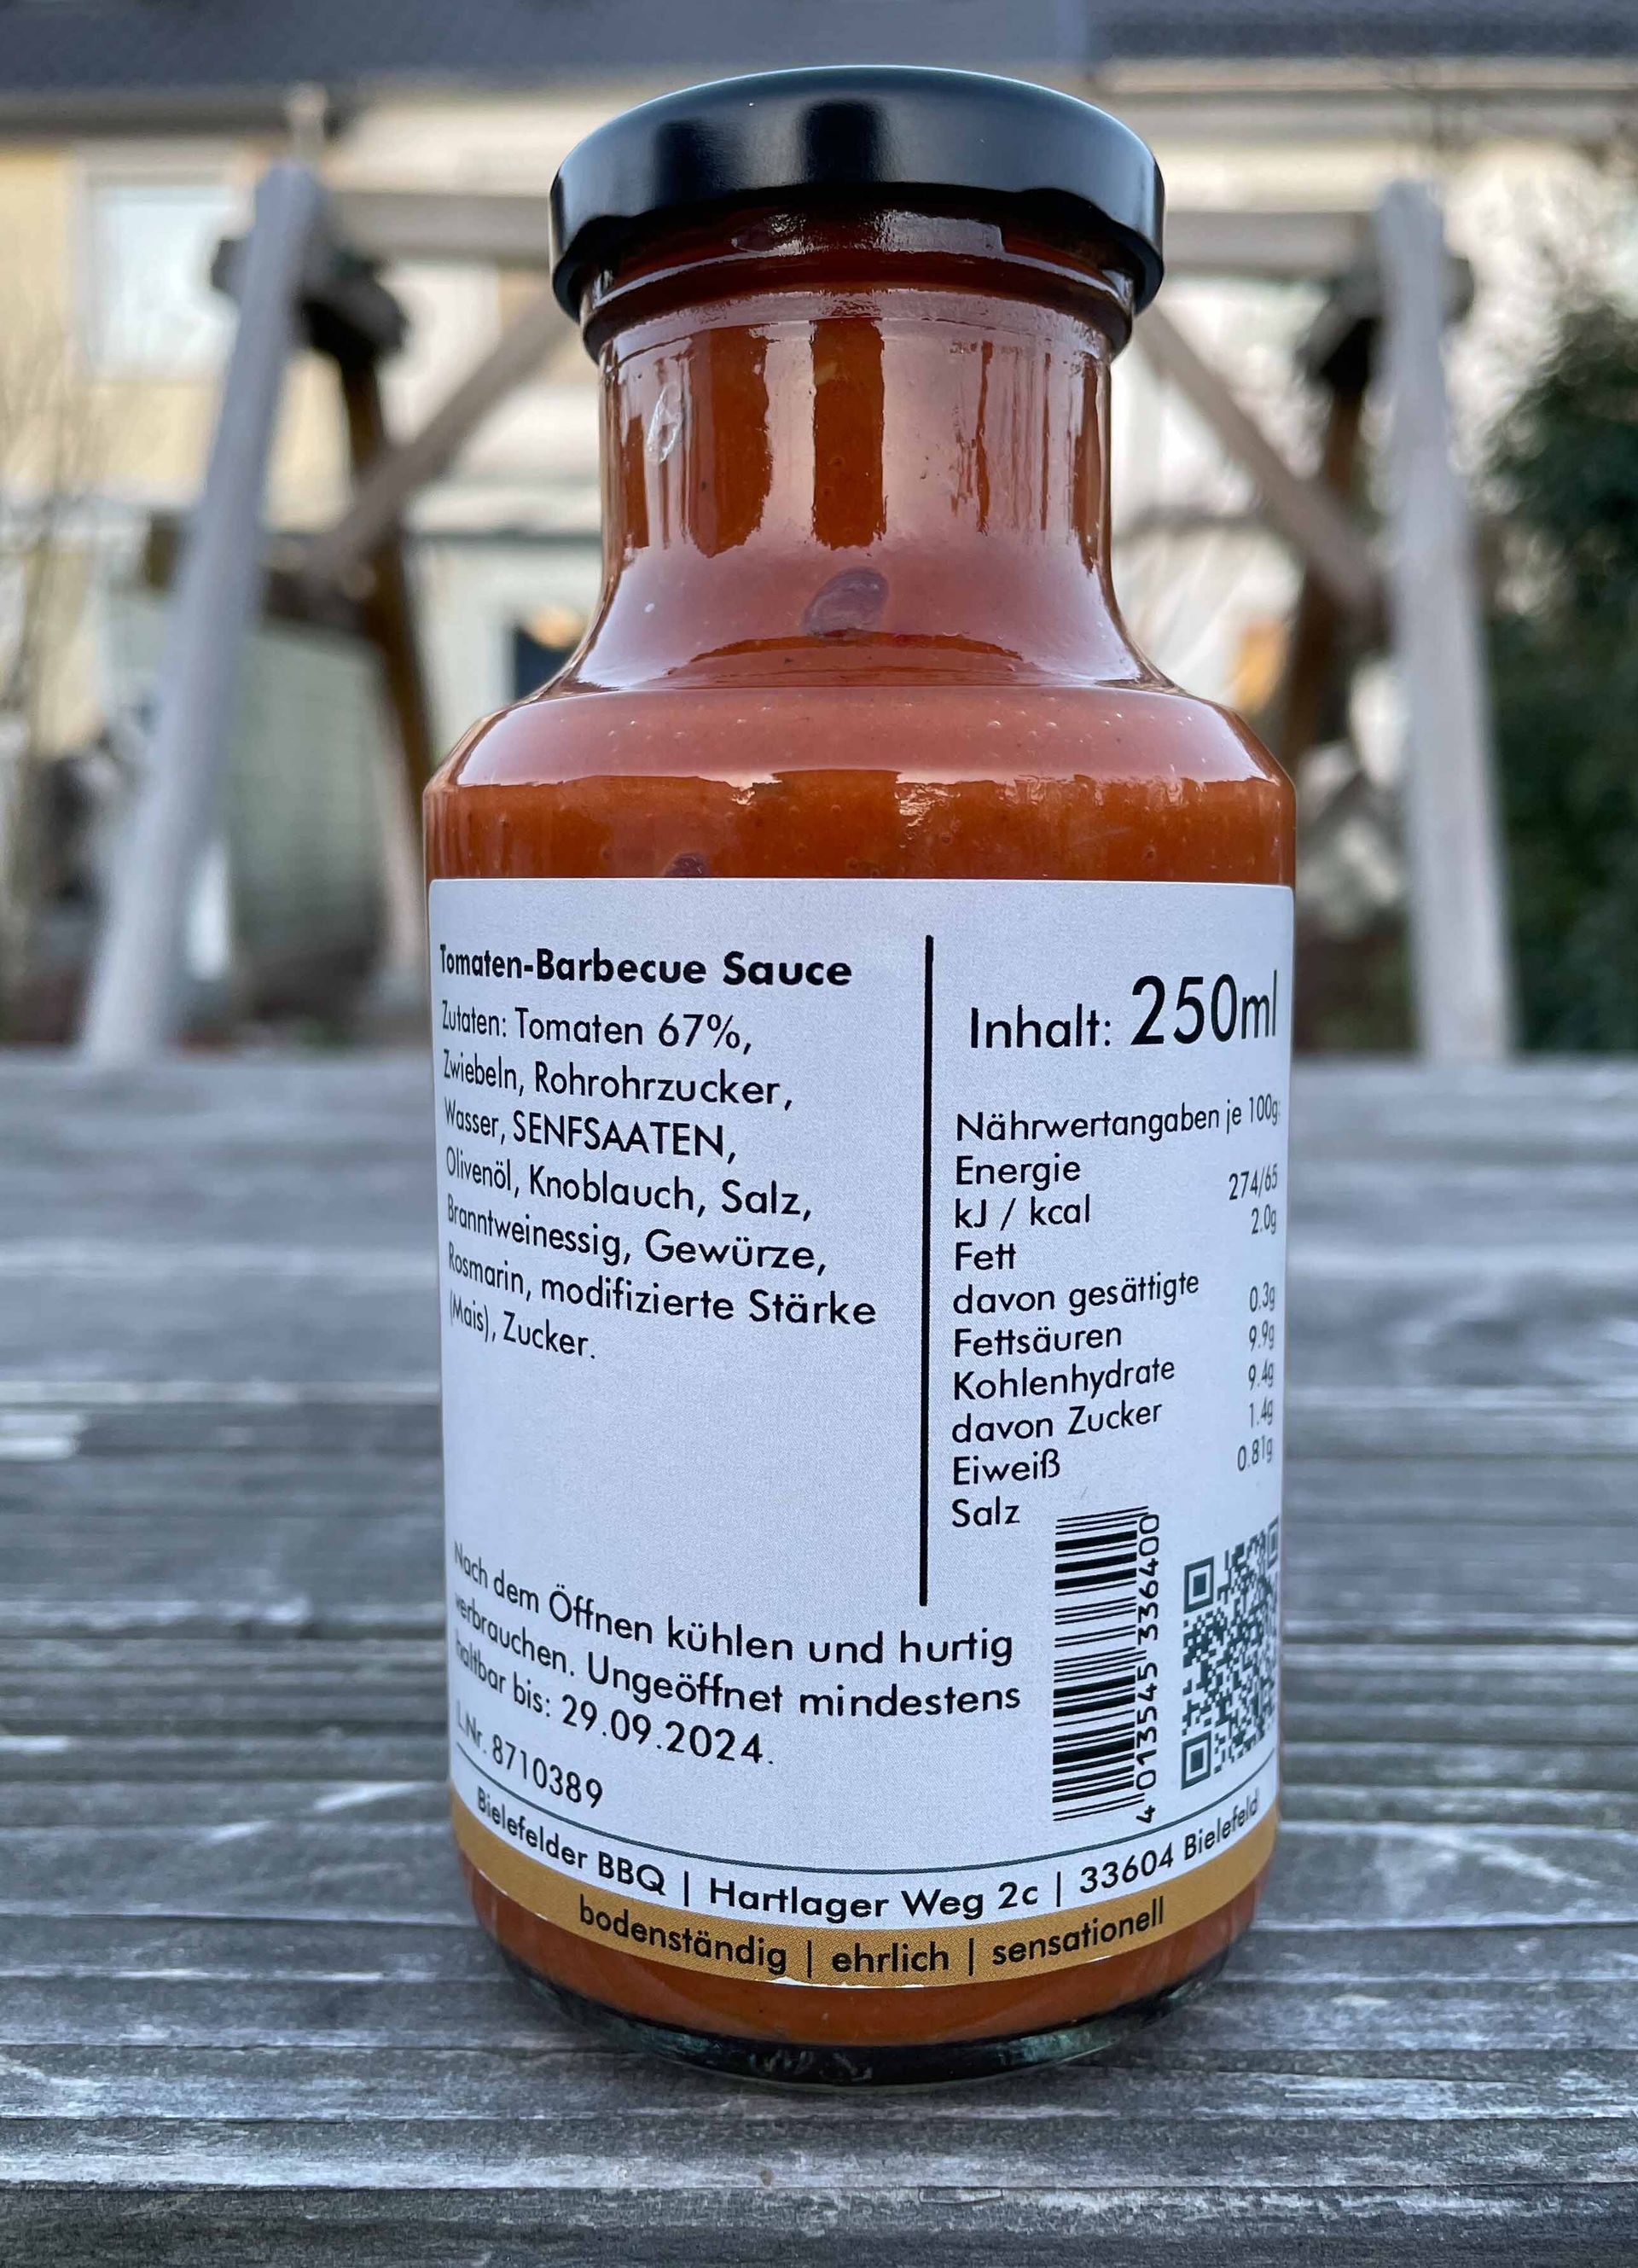 Tomaten-Barbecue Sauce
Zutaten: Tomaten 67%,
Zwiebeln, Rohrohrzucker,
Wasser, SENFSAATEN,
Olivenöl, Knoblauch, Salz,
Branntweinessig, Gewürze,
Rosmarin, modifizierte Stärke
(Mais), Zucker.
Nach dem Öffnen kühlen und hurtig
verbrauchen. Ungeöffnet mindestens
haltbar bis: 29.09.2024.
L.Nr. 8710389
Inhalt: 250ml
Nährwertangaben je 100g:
Energie
kJ / kcal 274/65
Fett 2.0g
davon gesättigte
Fettsäuren 0.3g
Kohlenhydrate 9.9g
davon Zucker 9.4g
Eiweiß 1.4g
Salz 0.81g
4 013545 336400
Bielefelder BBQ | Hartlager Weg 2c | 33604 Bielefeld
bodenständig | ehrlich | sensationell